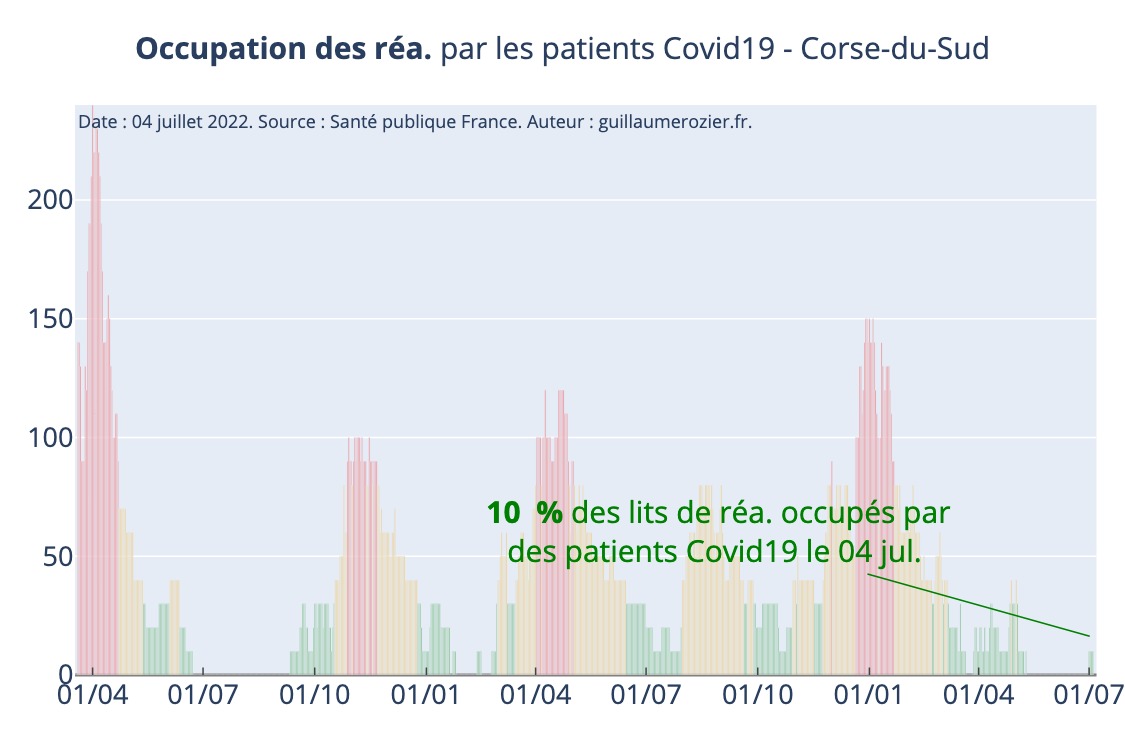 Occupation des réa. par les patients Covid19 - Corse-du-Sud
Date : 04 juillet 2022. Source : Santé publique France. Auteur : guillaumerozier.fr.
200
150
100
10  % des lits de réa. occupés par
des patients Covid19 le 04 jul.
50
0
01/04 01/07 01/10 01/01 01/04 01/07 01/10 01/01 01/04 01/07